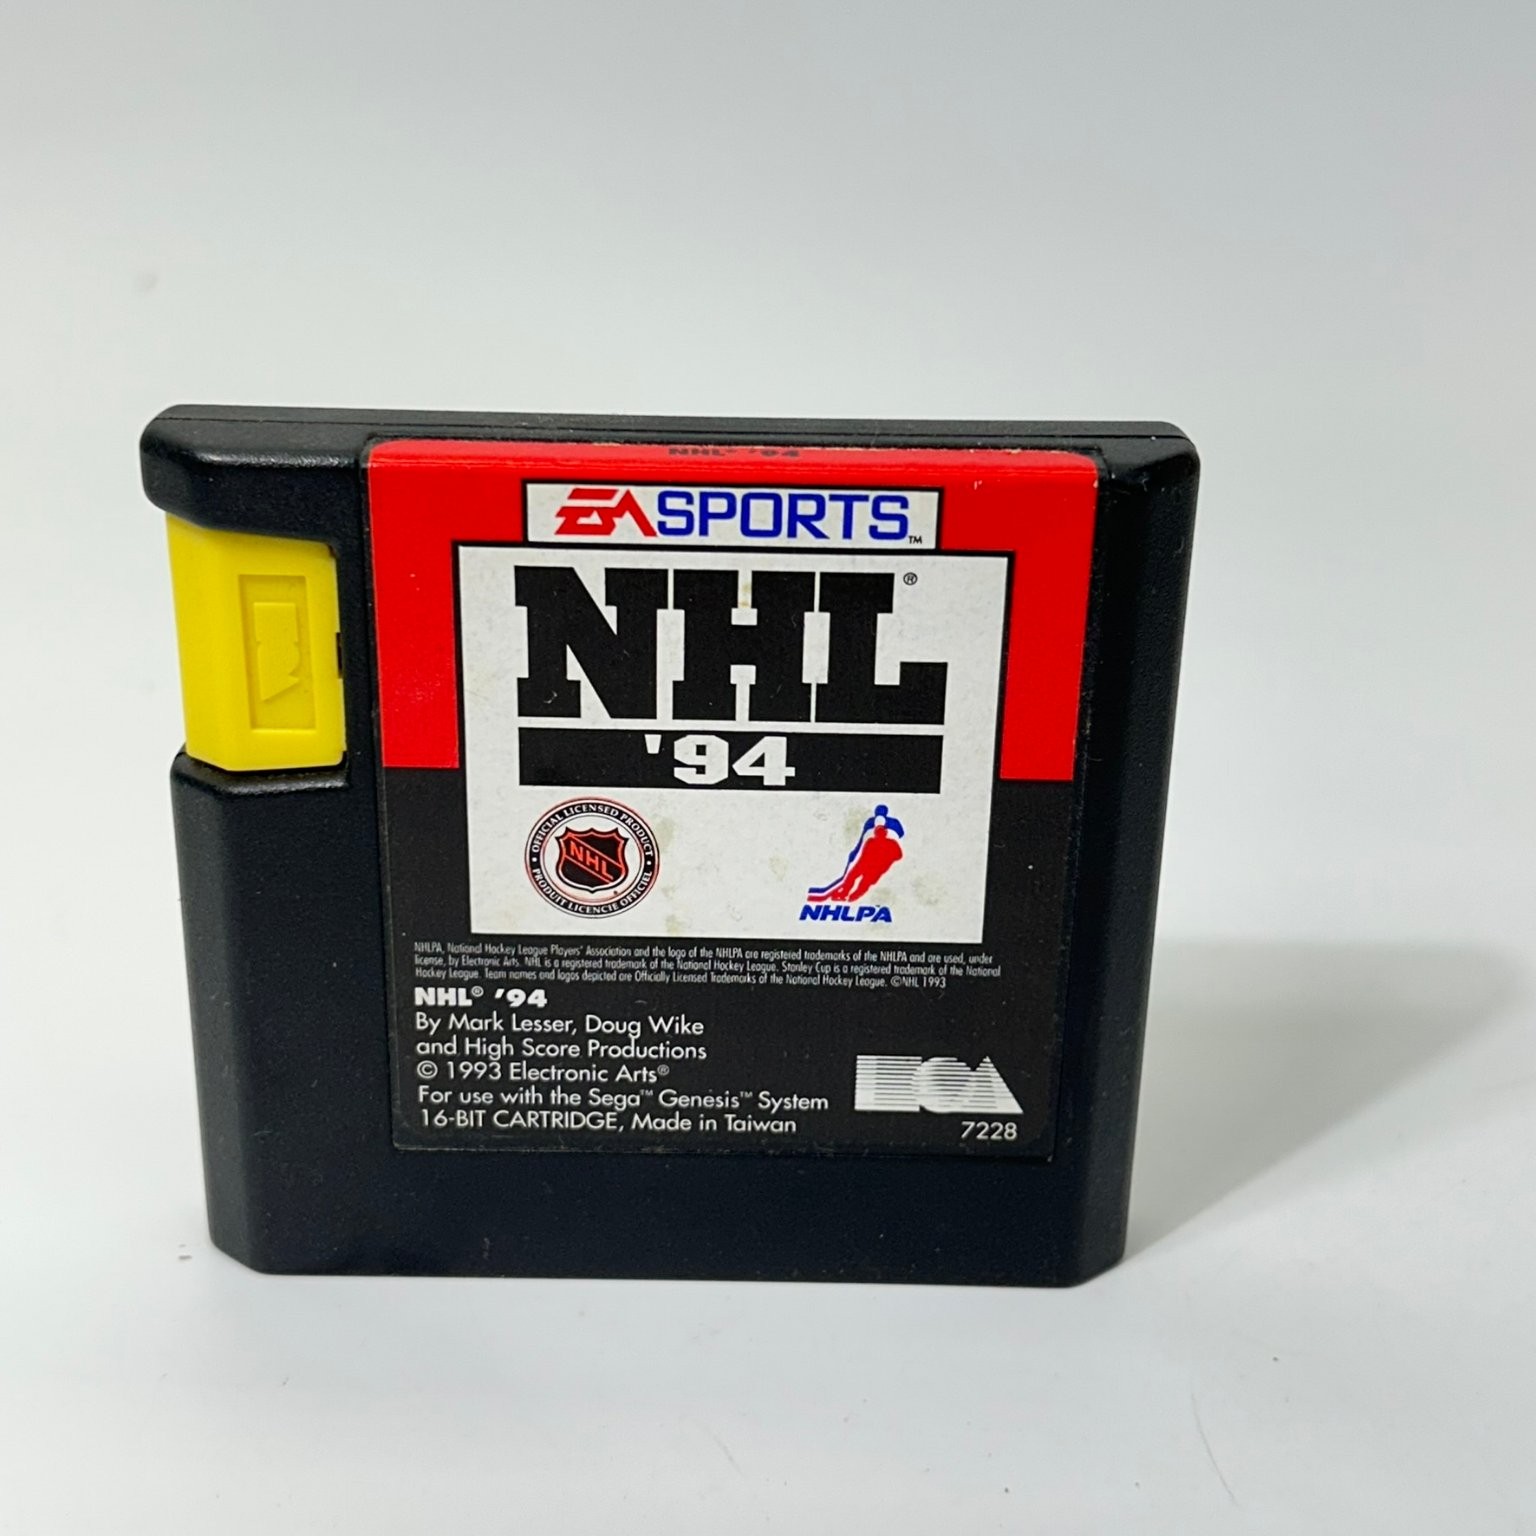 NHL® '94
EA SPORTS™
NHL®
'94
OFFICIAL LICENSED PRODUCT
NHL
PRODUIT LICENCIE OFFICIEL
NHLPA
NHLPA, National Hockey League Players' Association and the logo of the NHLPA are registered trademarks of the NHLPA and are used, under
license, by Electronic Arts. NHL is a registered trademark of the National Hockey League. Stanley Cup is a registered trademark of the National
Hockey League. Team names and logos depicted are Officially Licensed Trademarks of the National Hockey League. ©NHL 1993
NHL® '94
By Mark Lesser, Doug Wike
and High Score Productions
© 1993 Electronic Arts®
For use with the Sega™ Genesis™ System
16-BIT CARTRIDGE, Made in Taiwan
EA
7228